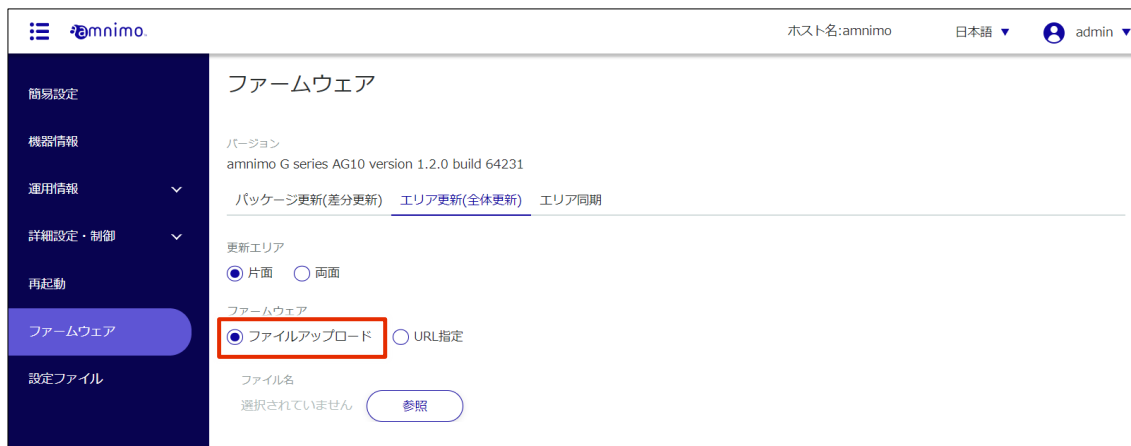 amnimo.
ホスト名:amnimo
日本語 ▼
admin ▼
簡易設定
機器情報
運用情報
詳細設定・制御
再起動
ファームウェア
設定ファイル
ファームウェア
バージョン
amnimo G series AG10 version 1.2.0 build 64231
パッケージ更新(差分更新) エリア更新(全体更新) エリア同期
更新エリア
片面 両面
ファームウェア
ファイルアップロード URL指定
ファイル名
選択されていません 参照